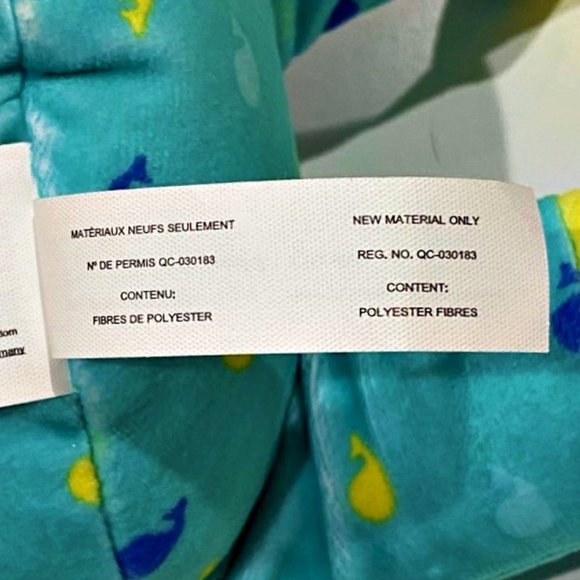 MATÉRIAUX NEUFS SEULEMENT
Nº DE PERMIS QC-030183
CONTENU:
FIBRES DE POLYESTER
NEW MATERIAL ONLY
REG. NO. QC-030183
CONTENT:
POLYESTER FIBRES